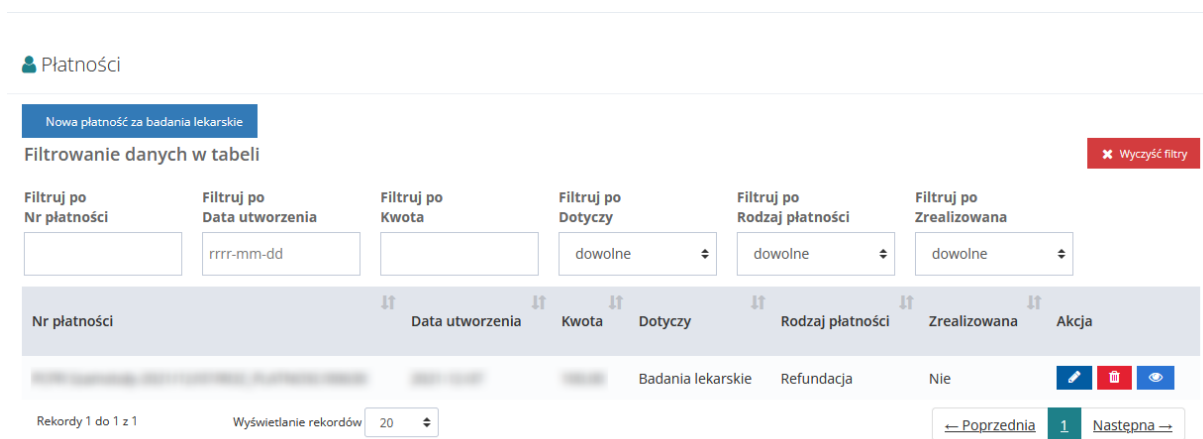 Płatności
Nowa płatność za badania lekarskie
Filtrowanie danych w tabeli
Wyczyść filtry
Filtruj po Filtruj po Filtruj po Filtruj po Filtruj po Filtruj po
Nr płatności Data utworzenia Kwota Dotyczy Rodzaj płatności Zrealizowana
rrrr-mm-dd dowolne dowolne dowolne
Nr płatności Data utworzenia Kwota Dotyczy Rodzaj płatności Zrealizowana Akcja
Badania lekarskie Refundacja Nie
Rekordy 1 do 1 z 1 Wyświetlanie rekordów 20 ← Poprzednia 1 Następna →